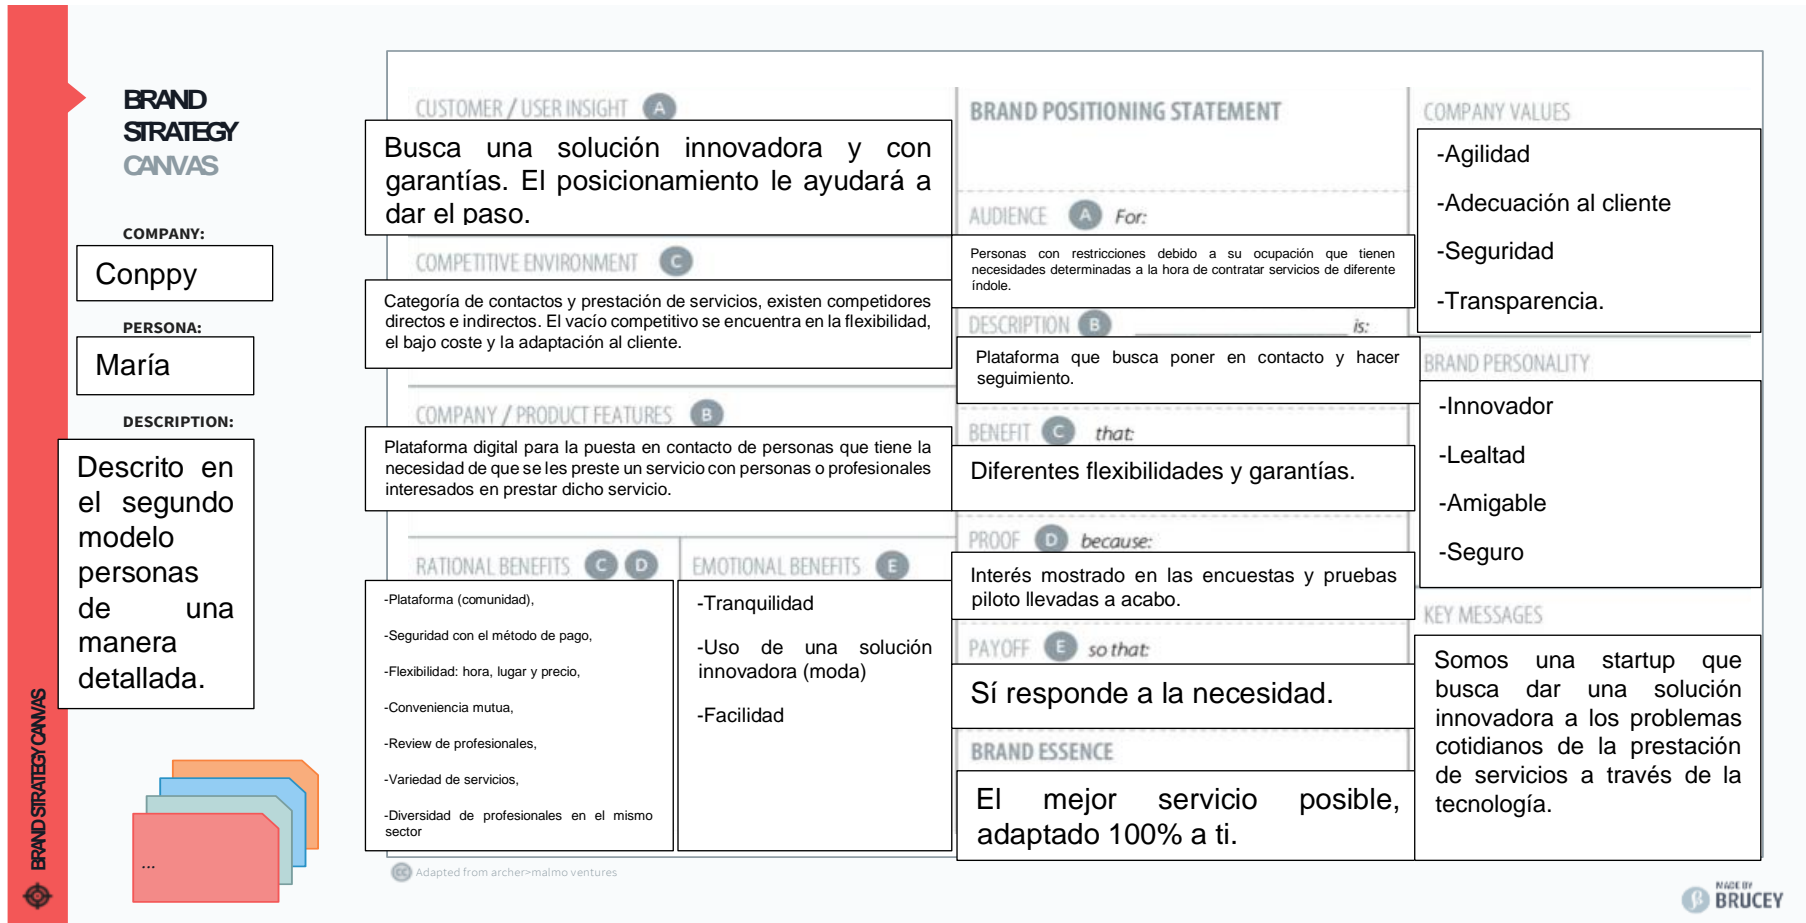 BRAND
STRATEGY
CANVAS
COMPANY:
Conppy
PERSONA:
María
DESCRIPTION:
Descrito en
el segundo
modelo
personas
de una
manera
detallada.
BRAND STRATEGY CANVAS
...
CUSTOMER / USER INSIGHT A
Busca una solución innovadora y con
garantías. El posicionamiento le ayudará a
dar el paso.
COMPETITIVE ENVIRONMENT C
Categoría de contactos y prestación de servicios, existen competidores
directos e indirectos. El vacío competitivo se encuentra en la flexibilidad,
el bajo coste y la adaptación al cliente.
COMPANY / PRODUCT FEATURES B
Plataforma digital para la puesta en contacto de personas que tiene la
necesidad de que se les preste un servicio con personas o profesionales
interesados en prestar dicho servicio.
RATIONAL BENEFITS C D
-Plataforma (comunidad),
-Seguridad con el método de pago,
-Flexibilidad: hora, lugar y precio,
-Conveniencia mutua,
-Review de profesionales,
-Variedad de servicios,
-Diversidad de profesionales en el mismo
sector
EMOTIONAL BENEFITS E
-Tranquilidad
-Uso de una solución
innovadora (moda)
-Facilidad
BRAND POSITIONING STATEMENT
AUDIENCE A For:
Personas con restricciones debido a su ocupación que tienen
necesidades determinadas a la hora de contratar servicios de diferente
índole.
DESCRIPTION B is:
Plataforma que busca poner en contacto y hacer
seguimiento.
BENEFIT C that:
Diferentes flexibilidades y garantías.
PROOF D because:
Interés mostrado en las encuestas y pruebas
piloto llevadas a acabo.
PAYOFF E so that:
Sí responde a la necesidad.
BRAND ESSENCE
El mejor servicio posible,
adaptado 100% a ti.
COMPANY VALUES
-Agilidad
-Adecuación al cliente
-Seguridad
-Transparencia.
BRAND PERSONALITY
-Innovador
-Lealtad
-Amigable
-Seguro
KEY MESSAGES
Somos una startup que
busca dar una solución
innovadora a los problemas
cotidianos de la prestación
de servicios a través de la
tecnología.
cc Adapted from archer>malmo ventures
MADE BY
BRUCEY